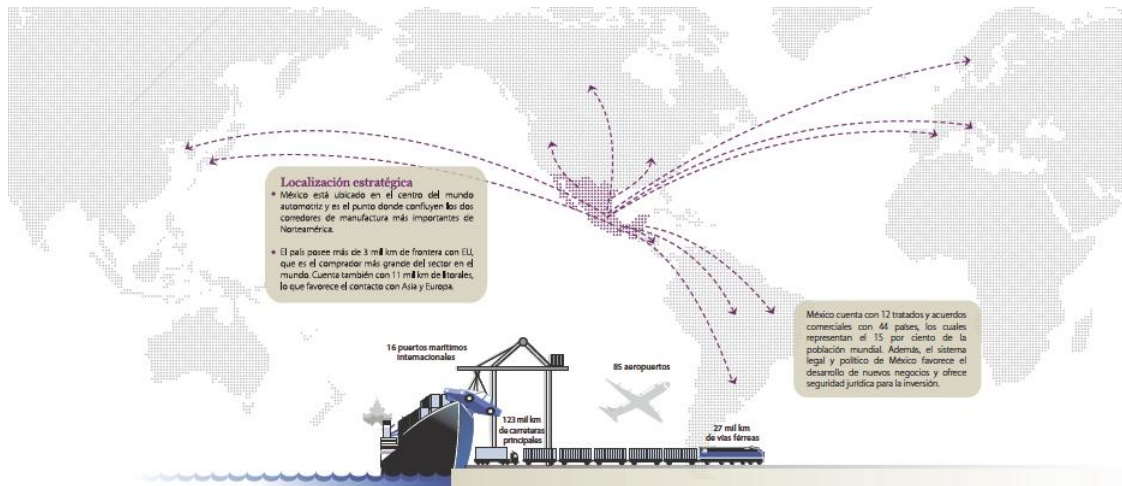 Localización estratégica
• México está ubicado en el centro del mundo
automotriz y es el punto donde confluyen los dos
corredores de manufactura más importantes de
Norteamérica.
• El país posee más de 3 mil km de frontera con EU,
que es el comprador más grande del sector en el
mundo. Cuenta también con 11 mil km de litorales,
lo que favorece el contacto con Asia y Europa.
México cuenta con 12 tratados y acuerdos
comerciales con 44 países, los cuales
representan el 15 por ciento de la
población mundial. Además, el sistema
legal y político de México favorece el
desarrollo de nuevos negocios y ofrece
seguridad jurídica para la inversión.
16 puertos marítimos
internacionales
85 aeropuertos
123 mil km
de carreteras
principales
27 mil km
de vías férreas